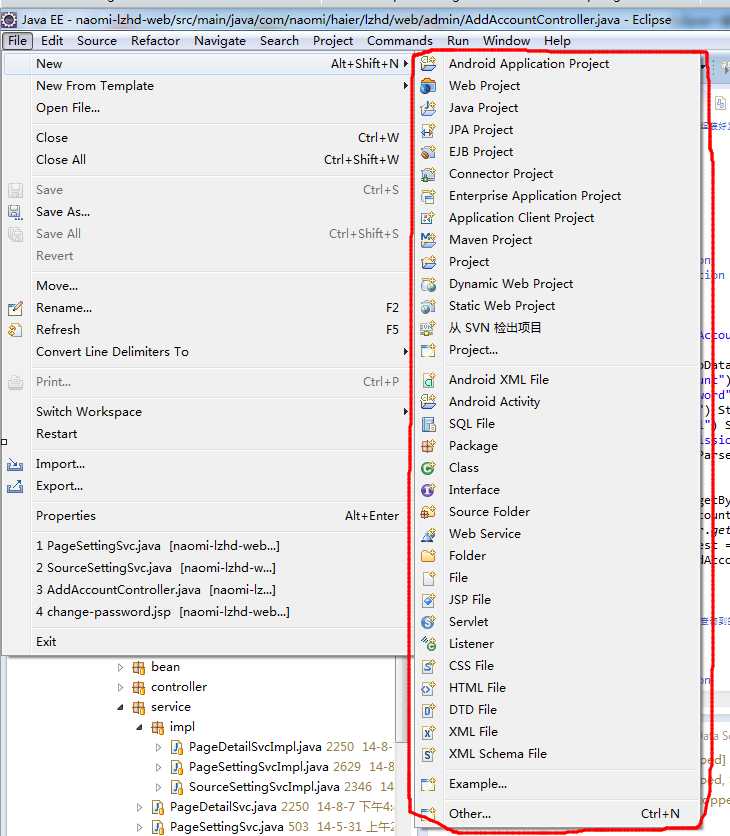 Java EE - naomi-lzhd-web/src/main/java/com/naomi/haier/lzhd/web/admin/AddAccountController.java - Eclipse
File Edit Source Refactor Navigate Search Project Commands Run Window Help
New Alt+Shift+N
New From Template
Open File...
Close Ctrl+W
Close All Ctrl+Shift+W
Save Ctrl+S
Save As...
Save All Ctrl+Shift+S
Revert
Move...
Rename... F2
Refresh F5
Convert Line Delimiters To
Print... Ctrl+P
Switch Workspace
Restart
Import...
Export...
Properties Alt+Enter
1 PageSettingSvc.java [naomi-lzhd-web...]
2 SourceSettingSvc.java [naomi-lzhd-w...]
3 AddAccountController.java [naomi-lz...]
4 change-password.jsp [naomi-lzhd-web...]
Exit
Android Application Project
Web Project
Java Project
JPA Project
EJB Project
Connector Project
Enterprise Application Project
Application Client Project
Maven Project
Project
Dynamic Web Project
Static Web Project
从 SVN 检出项目
Project...
Android XML File
Android Activity
SQL File
Package
Class
Interface
Source Folder
Web Service
Folder
File
JSP File
Servlet
Listener
CSS File
HTML File
DTD File
XML File
XML Schema File
Example...
Other... Ctrl+N
bean
controller
service
impl
PageDetailSvcImpl.java 2250 14-8-
PageSettingSvcImpl.java 2629 14-8
SourceSettingSvcImpl.java 2346 14
PageDetailSvc.java 2250 14-8-7 下午4:
PageSettingSvc.java 503 14-5-31 上午2